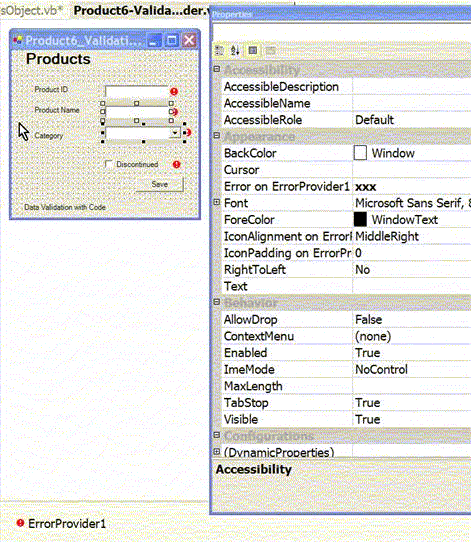 sObject.vb*
Product6-Valida...der.v
Product6_Validati...
Products
Product ID
Product Name
Category
Discontinued
Save
Data Validation with Code
ErrorProvider1
Properties
Accessibility
AccessibleDescription
AccessibleName
AccessibleRole Default
Appearance
BackColor Window
Cursor
Error on ErrorProvider1 xxx
Font Microsoft Sans Serif, 8
ForeColor WindowText
IconAlignment on ErrorP MiddleRight
IconPadding on ErrorPr 0
RightToLeft No
Text
Behavior
AllowDrop False
ContextMenu (none)
Enabled True
ImeMode NoControl
MaxLength
TabStop True
Visible True
Configurations
(DynamicProperties)
Accessibility